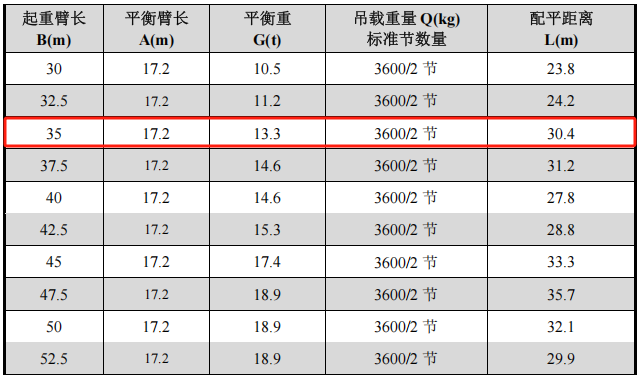 起重臂长 平衡臂长 平衡重 吊载重量 Q(kg) 配平距离
B(m) A(m) G(t) 标准节数量 L(m)
30 17.2 10.5 3600/2 节 23.8
32.5 17.2 11.2 3600/2 节 24.2
35 17.2 13.3 3600/2 节 30.4
37.5 17.2 14.6 3600/2 节 31.2
40 17.2 14.6 3600/2 节 27.8
42.5 17.2 15.3 3600/2 节 28.8
45 17.2 17.4 3600/2 节 33.3
47.5 17.2 18.9 3600/2 节 35.7
50 17.2 18.9 3600/2 节 32.1
52.5 17.2 18.9 3600/2 节 29.9